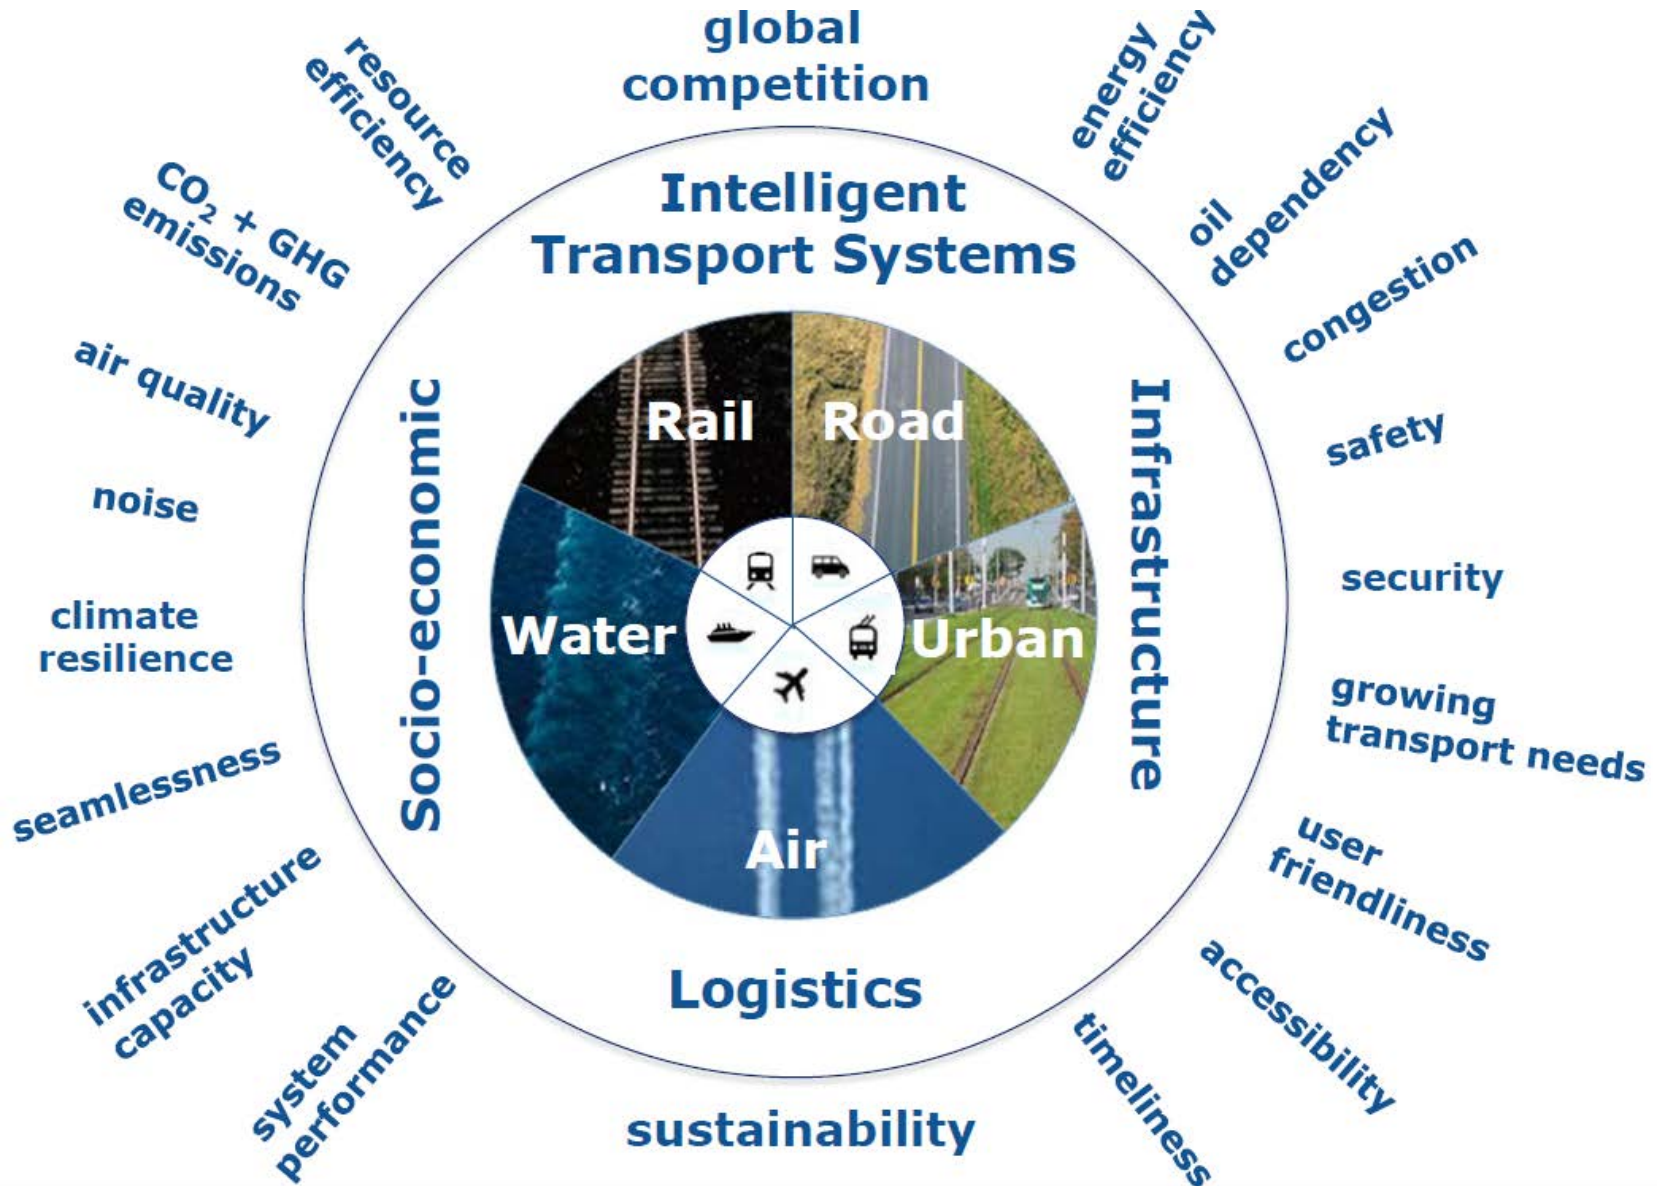 global
competition
energy
efficiency
oil
dependency
congestion
safety
security
growing
transport needs
user
friendliness
accessibility
timeliness
sustainability
system
performance
infrastructure
capacity
seamlessness
climate
resilience
noise
air quality
CO₂ + GHG
emissions
resource
efficiency
Intelligent
Transport Systems
Infrastructure
Logistics
Socio-economic
Rail
Road
Urban
Air
Water